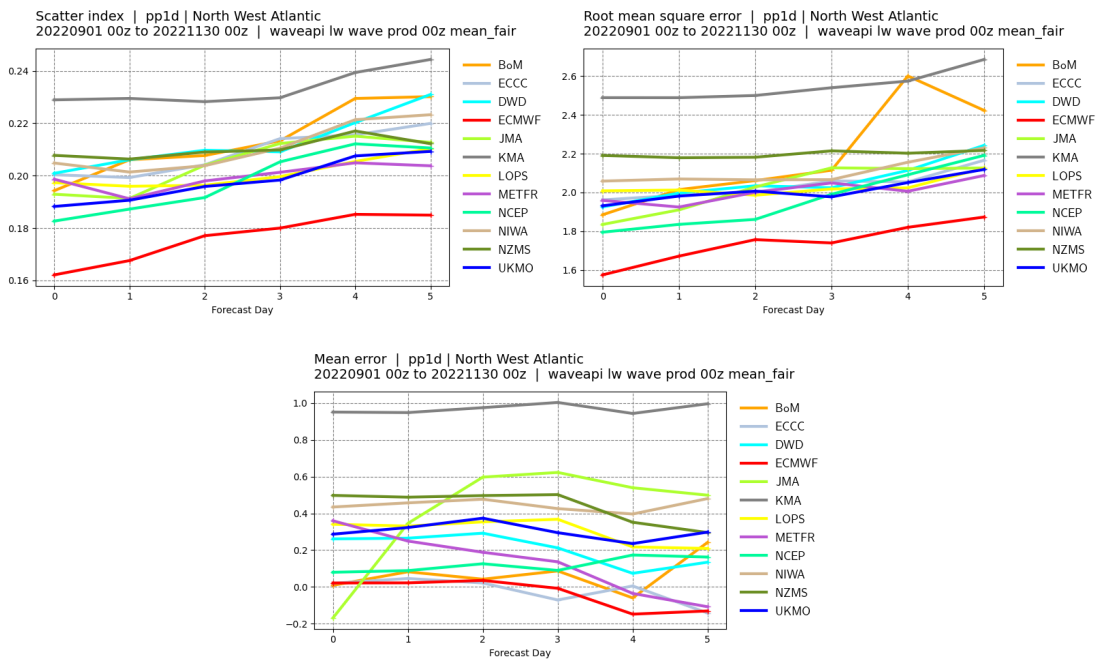 Scatter index  |  pp1d | North West Atlantic
20220901 00z to 20221130 00z  |  waveapi lw wave prod 00z mean_fair
0.24
0.22
0.20
0.18
0.16
0 1 2 3 4 5
Forecast Day
BoM
ECCC
DWD
ECMWF
JMA
KMA
LOPS
METFR
NCEP
NIWA
NZMS
UKMO
Root mean square error  |  pp1d | North West Atlantic
20220901 00z to 20221130 00z  |  waveapi lw wave prod 00z mean_fair
2.6
2.4
2.2
2.0
1.8
1.6
0 1 2 3 4 5
Forecast Day
BoM
ECCC
DWD
ECMWF
JMA
KMA
LOPS
METFR
NCEP
NIWA
NZMS
UKMO
Mean error  |  pp1d | North West Atlantic
20220901 00z to 20221130 00z  |  waveapi lw wave prod 00z mean_fair
1.0
0.8
0.6
0.4
0.2
0.0
−0.2
0 1 2 3 4 5
Forecast Day
BoM
ECCC
DWD
ECMWF
JMA
KMA
LOPS
METFR
NCEP
NIWA
NZMS
UKMO